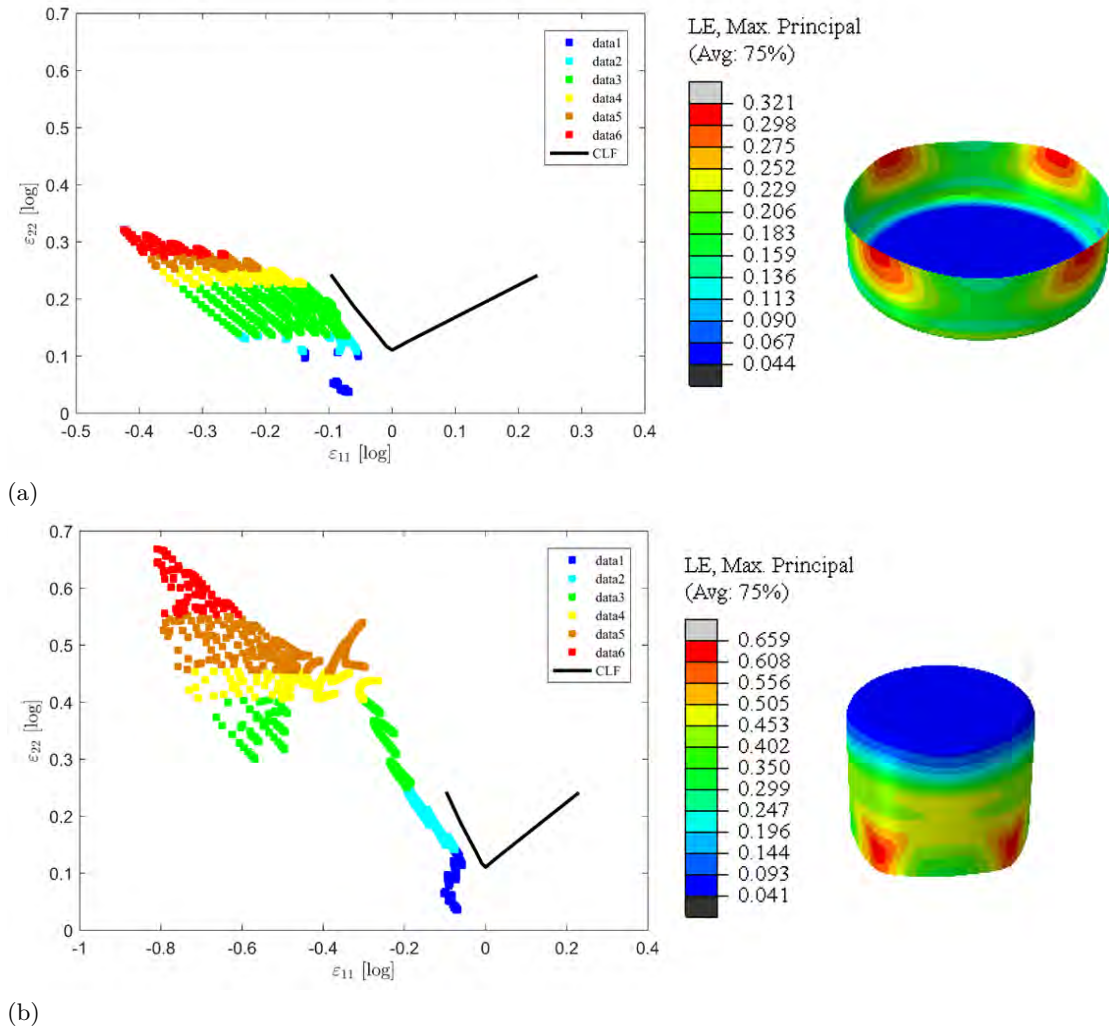 0.7
0.6
0.5
0.4
0.3
0.2
0.1
0
-0.5 -0.4 -0.3 -0.2 -0.1 0 0.1 0.2 0.3 0.4
ε22 [log]
ε11 [log]
data1
data2
data3
data4
data5
data6
CLF
LE, Max. Principal
(Avg: 75%)
0.321
0.298
0.275
0.252
0.229
0.206
0.183
0.159
0.136
0.113
0.090
0.067
0.044
(a)
0.7
0.6
0.5
0.4
0.3
0.2
0.1
0
-1 -0.8 -0.6 -0.4 -0.2 0 0.2 0.4
ε22 [log]
ε11 [log]
data1
data2
data3
data4
data5
data6
CLF
LE, Max. Principal
(Avg: 75%)
0.659
0.608
0.556
0.505
0.453
0.402
0.350
0.299
0.247
0.196
0.144
0.093
0.041
(b)